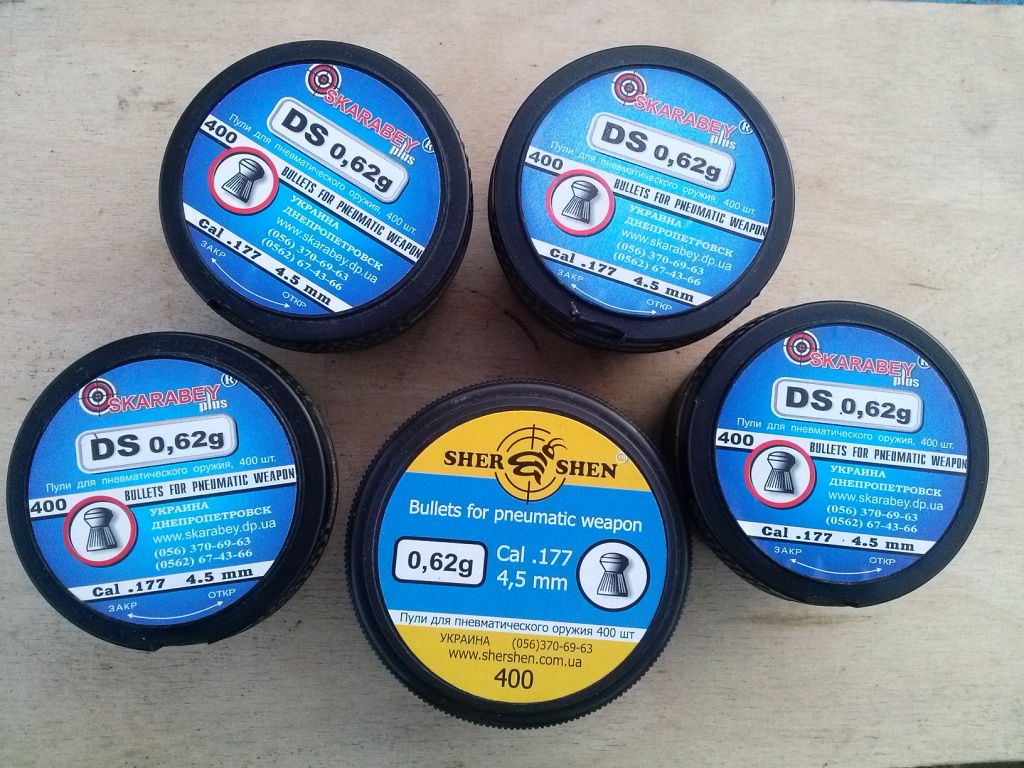 SKARABEY ®
plus
DS 0,62g
Пули для пневматического оружия, 400 шт.
400
BULLETS FOR PNEUMATIC WEAPON
УКРАИНА
ДНЕПРОПЕТРОВСК
www.skarabey.dp.ua
(056) 370-69-63
(0562) 67-43-66
Cal .177 4.5 mm
ЗАКР ОТКР
SKARABEY ®
plus
DS 0,62g
Пули для пневматического оружия, 400 шт.
400
BULLETS FOR PNEUMATIC WEAPON
УКРАИНА
ДНЕПРОПЕТРОВСК
www.skarabey.dp.ua
(056) 370-69-63
(0562) 67-43-66
Cal .177 4.5 mm
ЗАКР ОТКР
SKARABEY ®
plus
DS 0,62g
Пули для пневматического оружия, 400 шт.
400
BULLETS FOR PNEUMATIC WEAPON
УКРАИНА
ДНЕПРОПЕТРОВСК
www.skarabey.dp.ua
(056) 370-69-63
(0562) 67-43-66
Cal .177 4.5 mm
ЗАКР ОТКР
SHER SHEN ®
Bullets for pneumatic weapon
0,62g
Cal .177
4,5 mm
Пули для пневматического оружия 400 шт
УКРАИНА (056)370-69-63
www.shershen.com.ua
400
SKARABEY ®
plus
DS 0,62g
Пули для пневматического оружия, 400 шт.
400
BULLETS FOR PNEUMATIC WEAPON
УКРАИНА
ДНЕПРОПЕТРОВСК
www.skarabey.dp.ua
(056) 370-69-63
(0562) 67-43-66
Cal .177 4.5 mm
ЗАКР ОТКР